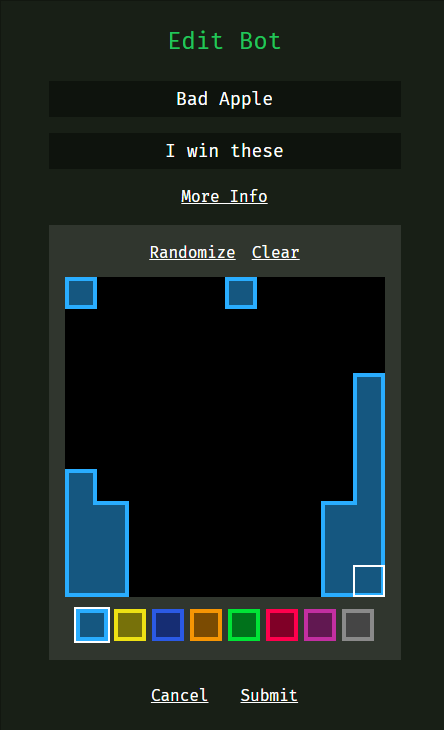 Edit Bot
Bad Apple
I win these
More Info
Randomize Clear
Cancel Submit